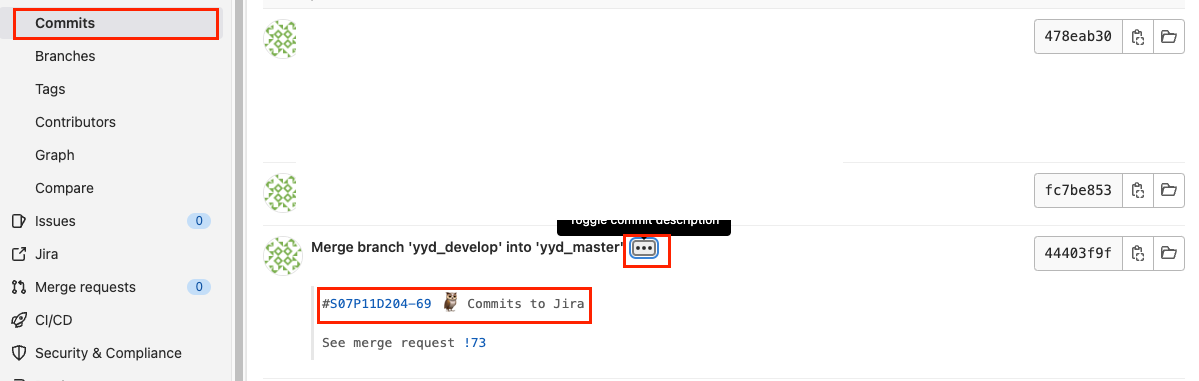 Commits
478eab30
Branches
Tags
Contributors
Graph
Compare
fc7be853
Issues 0
Toggle commit description
Merge branch 'yyd_develop' into 'yyd_master'
44403f9f
Jira
Merge requests 0
#S07P11D204-69 🦉 Commits to Jira
CI/CD
See merge request !73
Security & Compliance